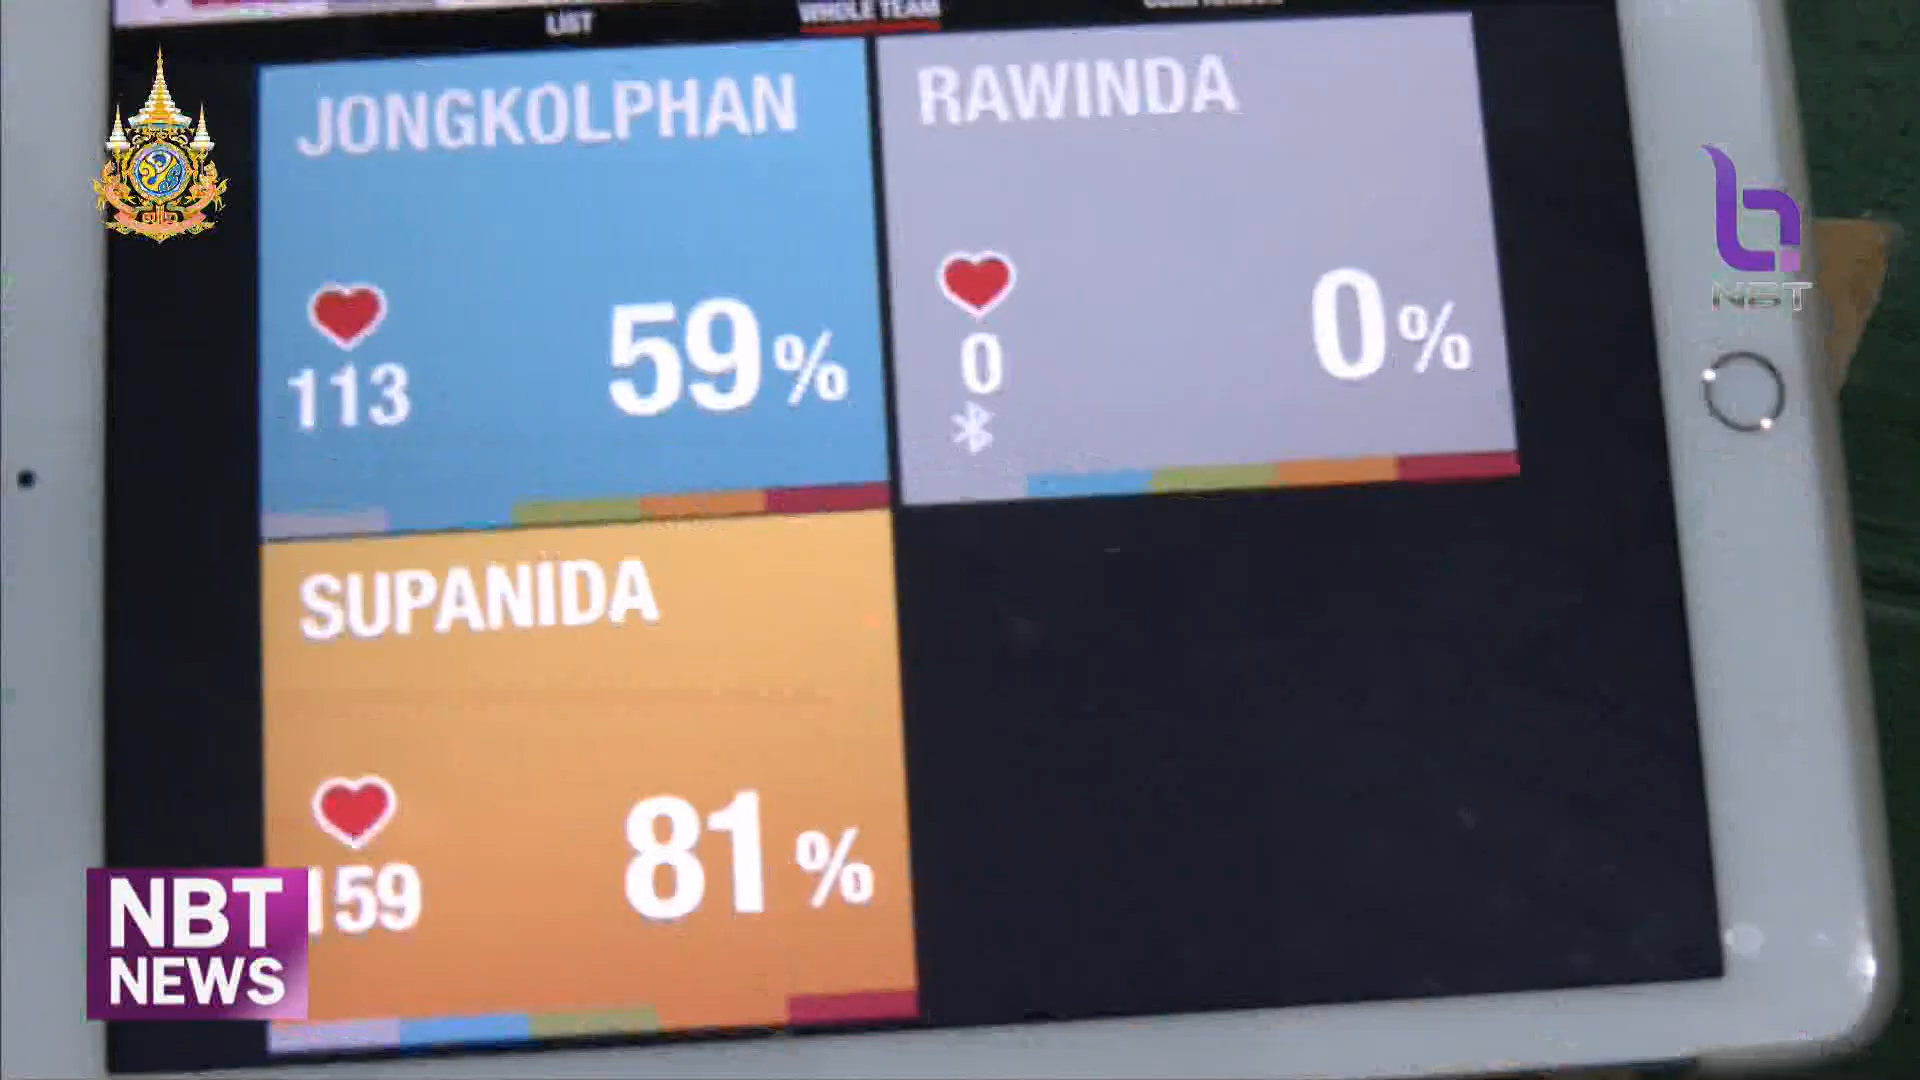 LIST
WHOLE TEAM
JONGKOLPHAN
113
59%
RAWINDA
0
0%
SUPANIDA
159
81%
NBT
NBT
NEWS